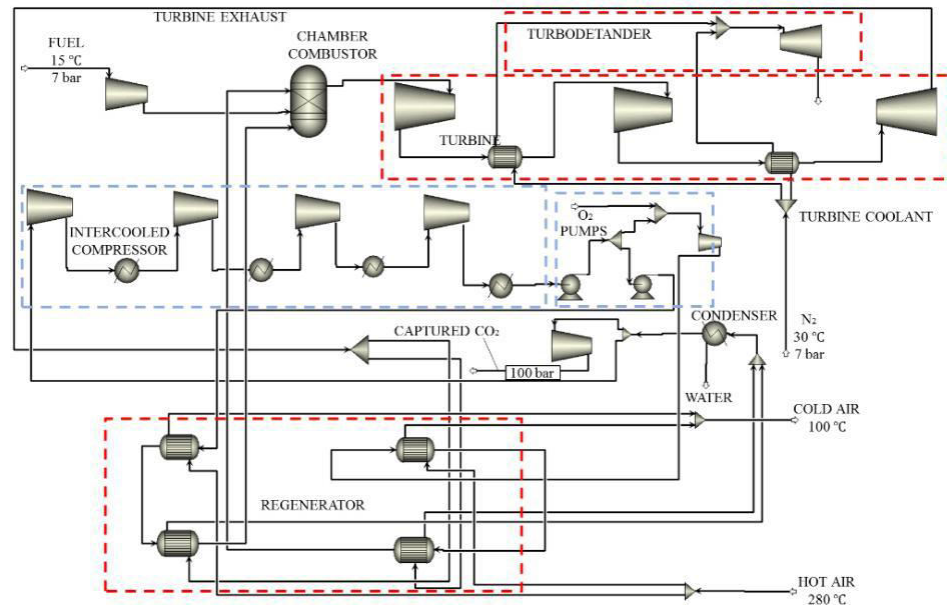 TURBINE EXHAUST
FUEL
15 ℃
7 bar
CHAMBER
COMBUSTOR
TURBODETANDER
TURBINE
INTERCOOLED
COMPRESSOR
O₂
PUMPS
TURBINE COOLANT
CAPTURED CO₂
100 bar
CONDENSER
WATER
N₂
30 ℃
7 bar
COLD AIR
100 ℃
REGENERATOR
HOT AIR
280 ℃